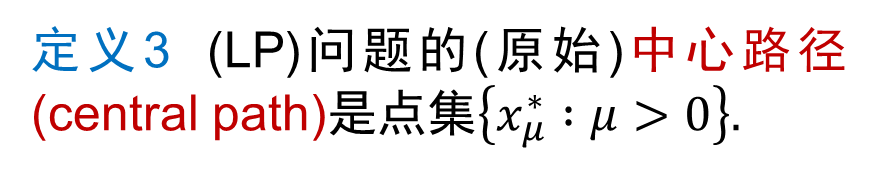 定义3 (LP)问题的(原始)中心路径
(central path)是点集{x*μ : μ > 0}.